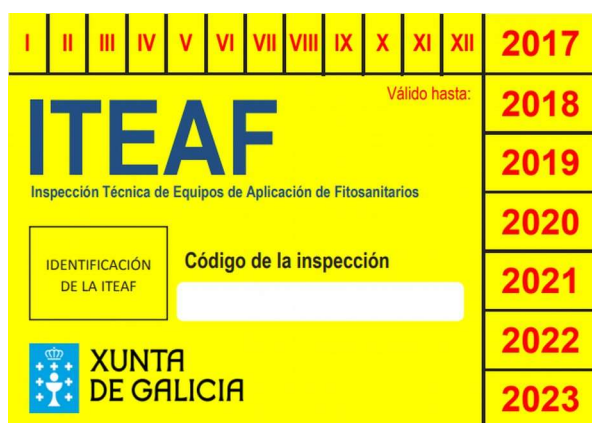 I II III IV V VI VII VIII IX X XI XII 2017
Válido hasta: 2018
ITEAF
2019
Inspección Técnica de Equipos de Aplicación de Fitosanitarios
2020
IDENTIFICACIÓN
DE LA ITEAF
Código de la inspección
2021
2022
XUNTA
DE GALICIA
2023